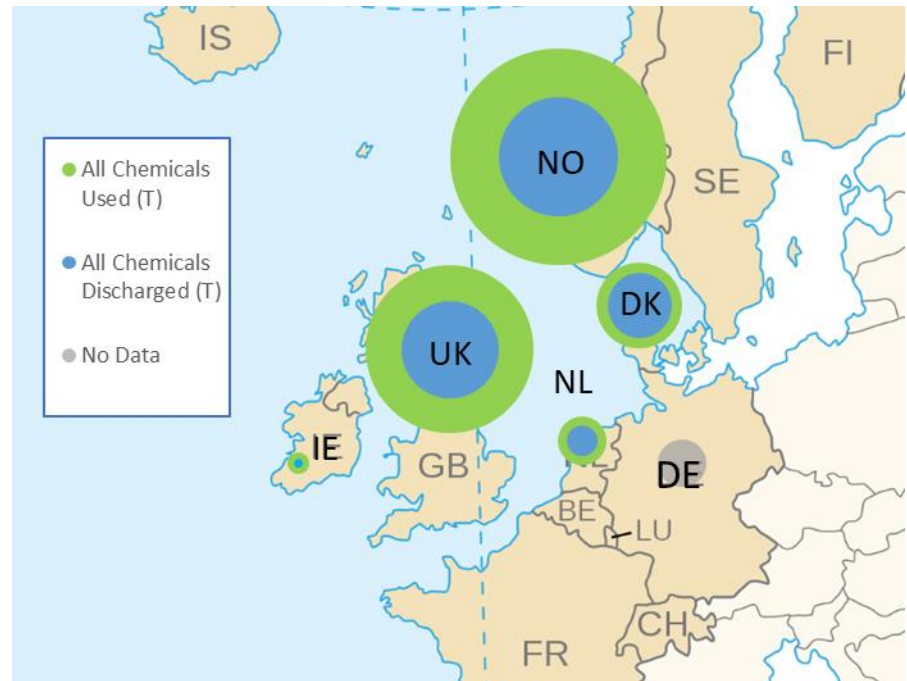 IS
FI
NO
SE
All Chemicals
Used (T)
All Chemicals
Discharged (T)
No Data
DK
UK
NL
IE
GB
DE
BE
LU
CH
FR